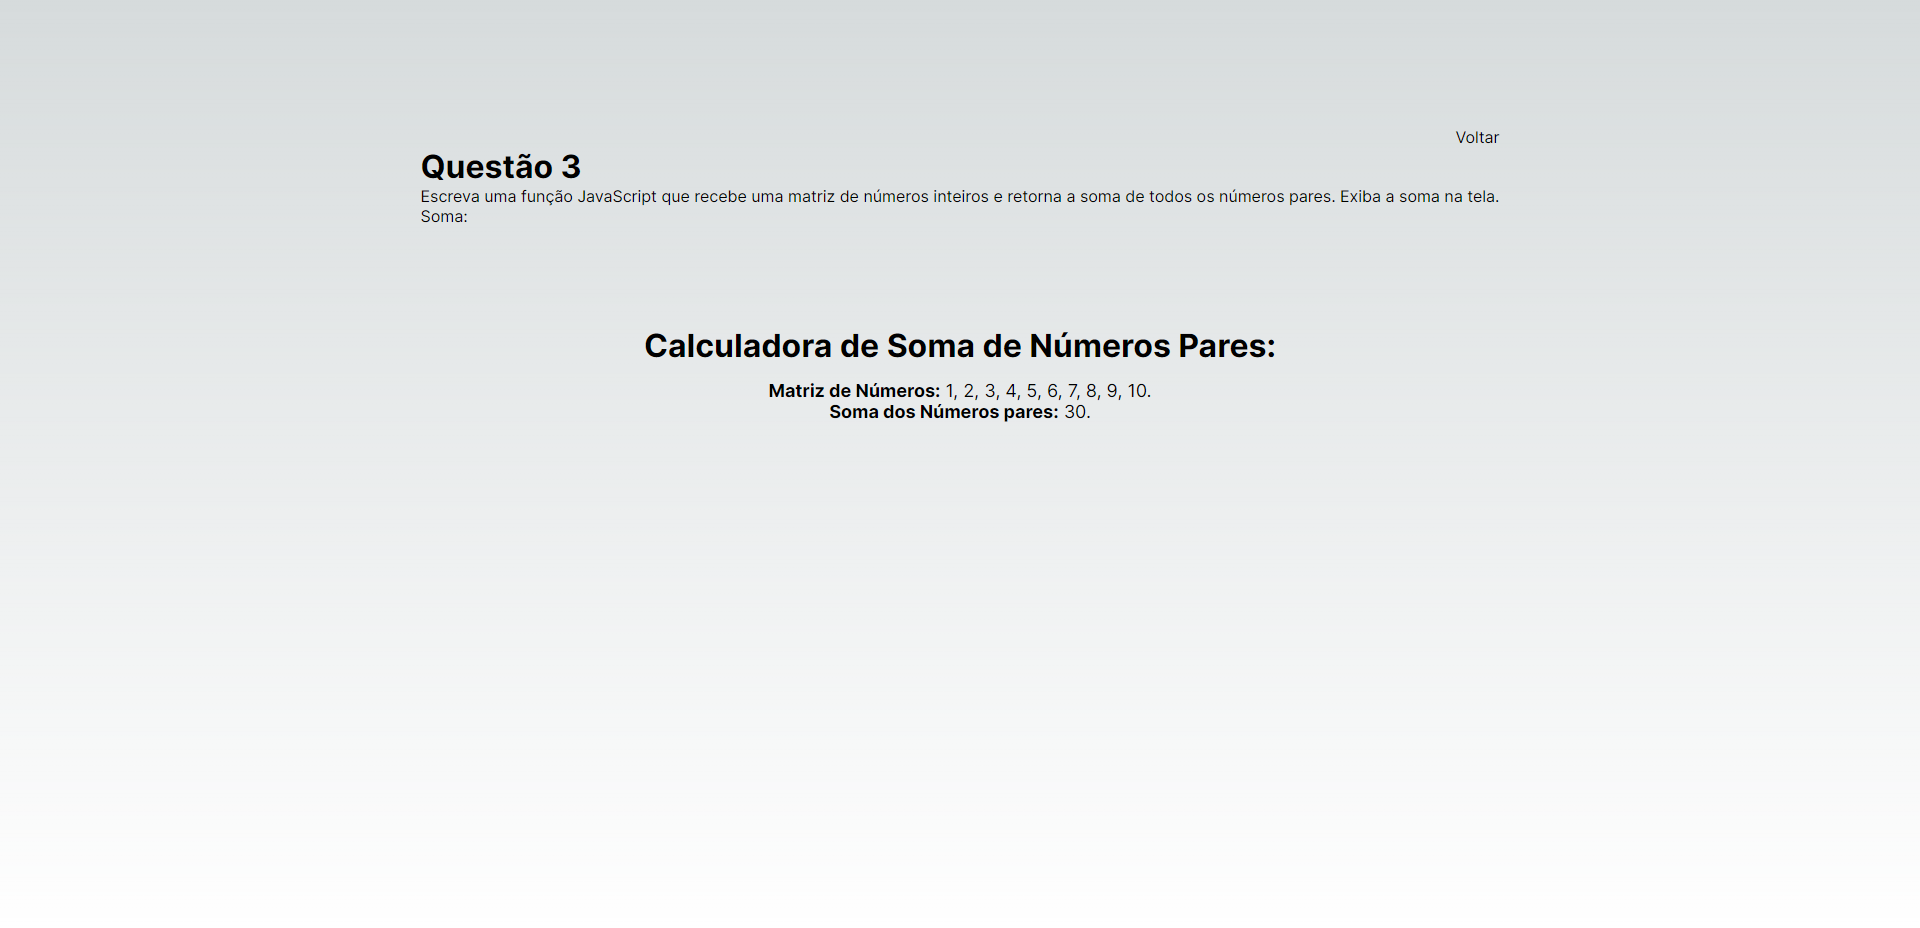 Voltar
Questão 3
Escreva uma função JavaScript que recebe uma matriz de números inteiros e retorna a soma de todos os números pares. Exiba a soma na tela.
Soma:
Calculadora de Soma de Números Pares:
Matriz de Números: 1, 2, 3, 4, 5, 6, 7, 8, 9, 10.
Soma dos Números pares: 30.